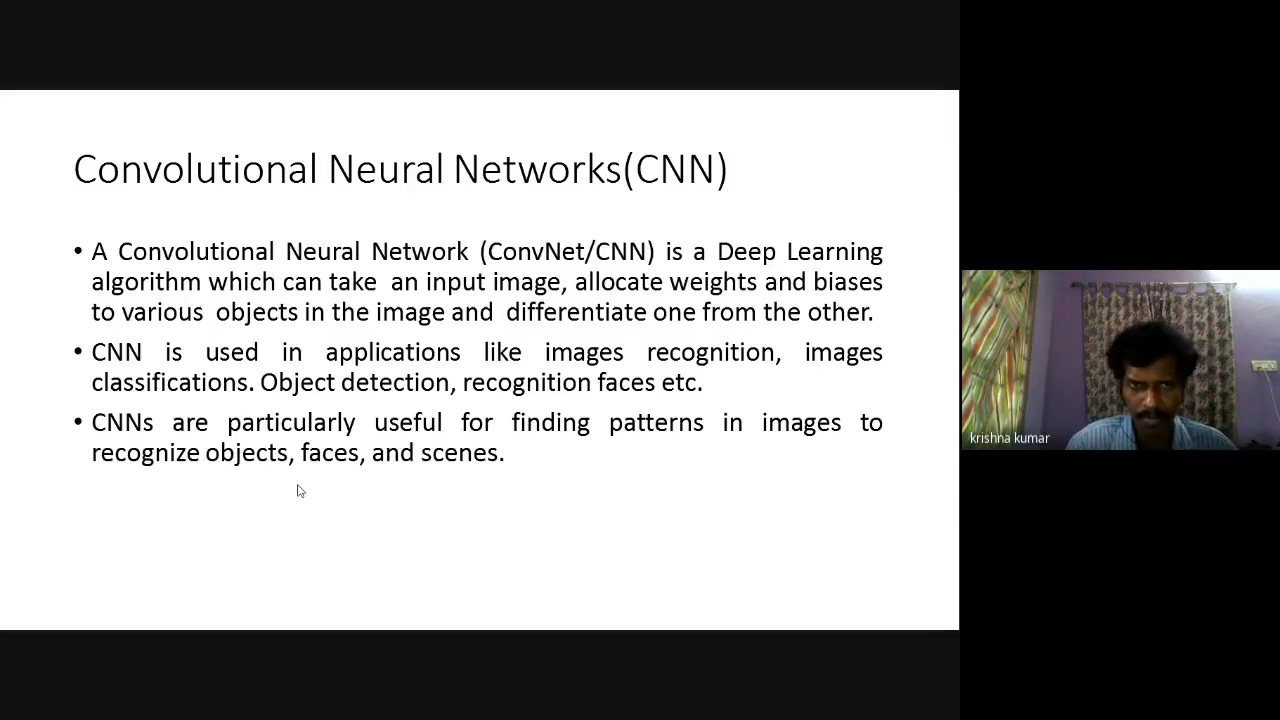 Convolutional Neural Networks(CNN)
• A Convolutional Neural Network (ConvNet/CNN) is a Deep Learning
algorithm which can take an input image, allocate weights and biases
to various objects in the image and differentiate one from the other.
• CNN is used in applications like images recognition, images
classifications. Object detection, recognition faces etc.
• CNNs are particularly useful for finding patterns in images to
recognize objects, faces, and scenes.
krishna kumar